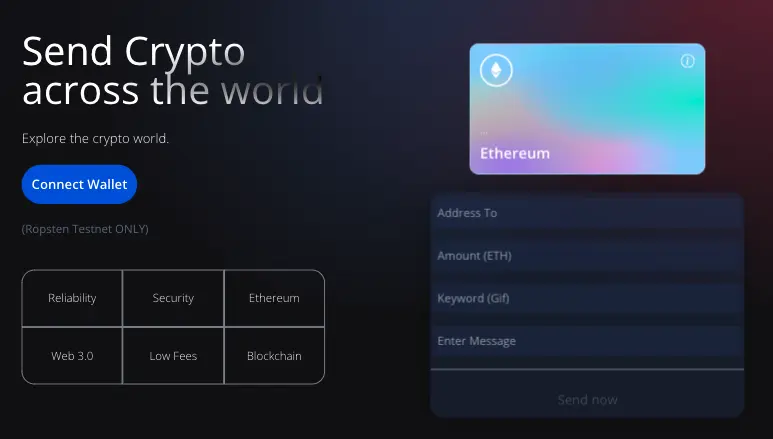 Send Crypto
across the world
Explore the crypto world.
Connect Wallet
(Ropsten Testnet ONLY)
Reliability
Security
Ethereum
Web 3.0
Low Fees
Blockchain
...
Ethereum
Address To
Amount (ETH)
Keyword (Gif)
Enter Message
Send now